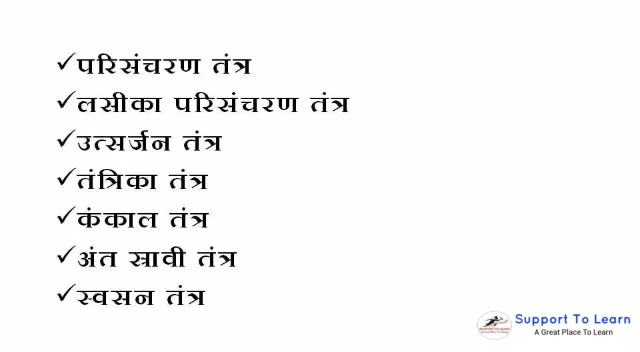 ✓परिसंचरण तंत्र
✓लसीका परिसंचरण तंत्र
✓उत्सर्जन तंत्र
✓तंत्रिका तंत्र
✓कंकाल तंत्र
✓अंत स्रावी तंत्र
✓स्वसन तंत्र
Support To Learn
A Great Place To Learn